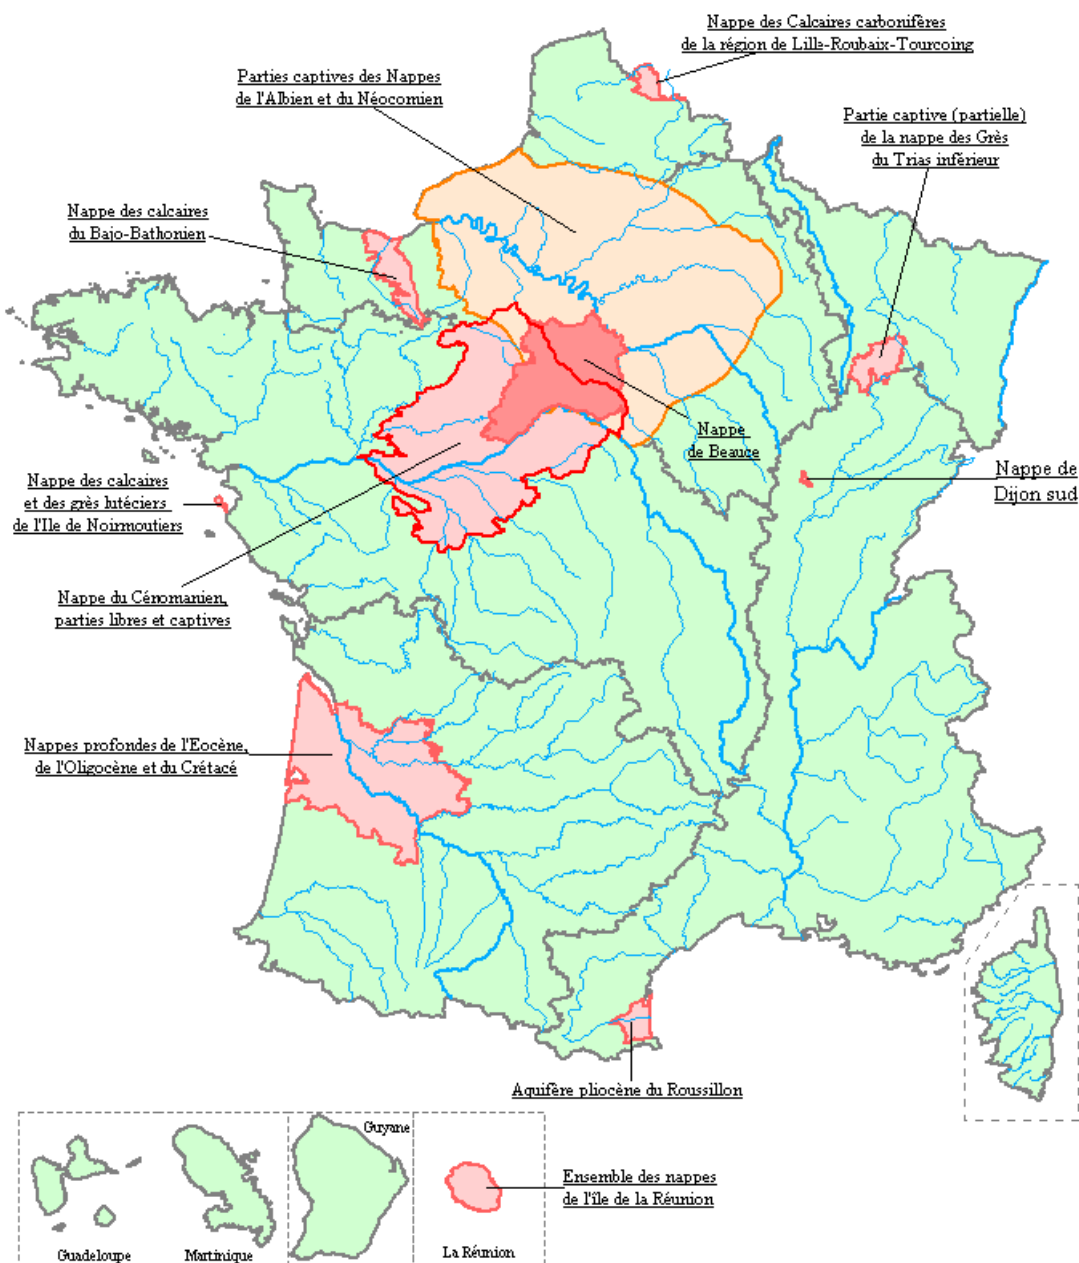 Nappe des Calcaires carbonifères
de la région de Lille-Roubaix-Tourcoing
Parties captives des Nappes
de l'Albien et du Néocomien
Partie captive (partielle)
de la nappe des Grès
du Trias inférieur
Nappe des calcaires
du Bajo-Bathonien
Nappe
de Beauce
Nappe de
Dijon sud
Nappe des calcaires
et des grès lutéciers
de l'Ile de Noirmoutiers
Nappe du Cénomanien,
parties libres et captives
Nappes profondes de l'Eocène,
de l'Oligocène et du Crétacé
Aquifère pliocène du Roussillon
Guyane
Ensemble des nappes
de l'île de la Réunion
Guadeloupe
Martinique
La Réunion